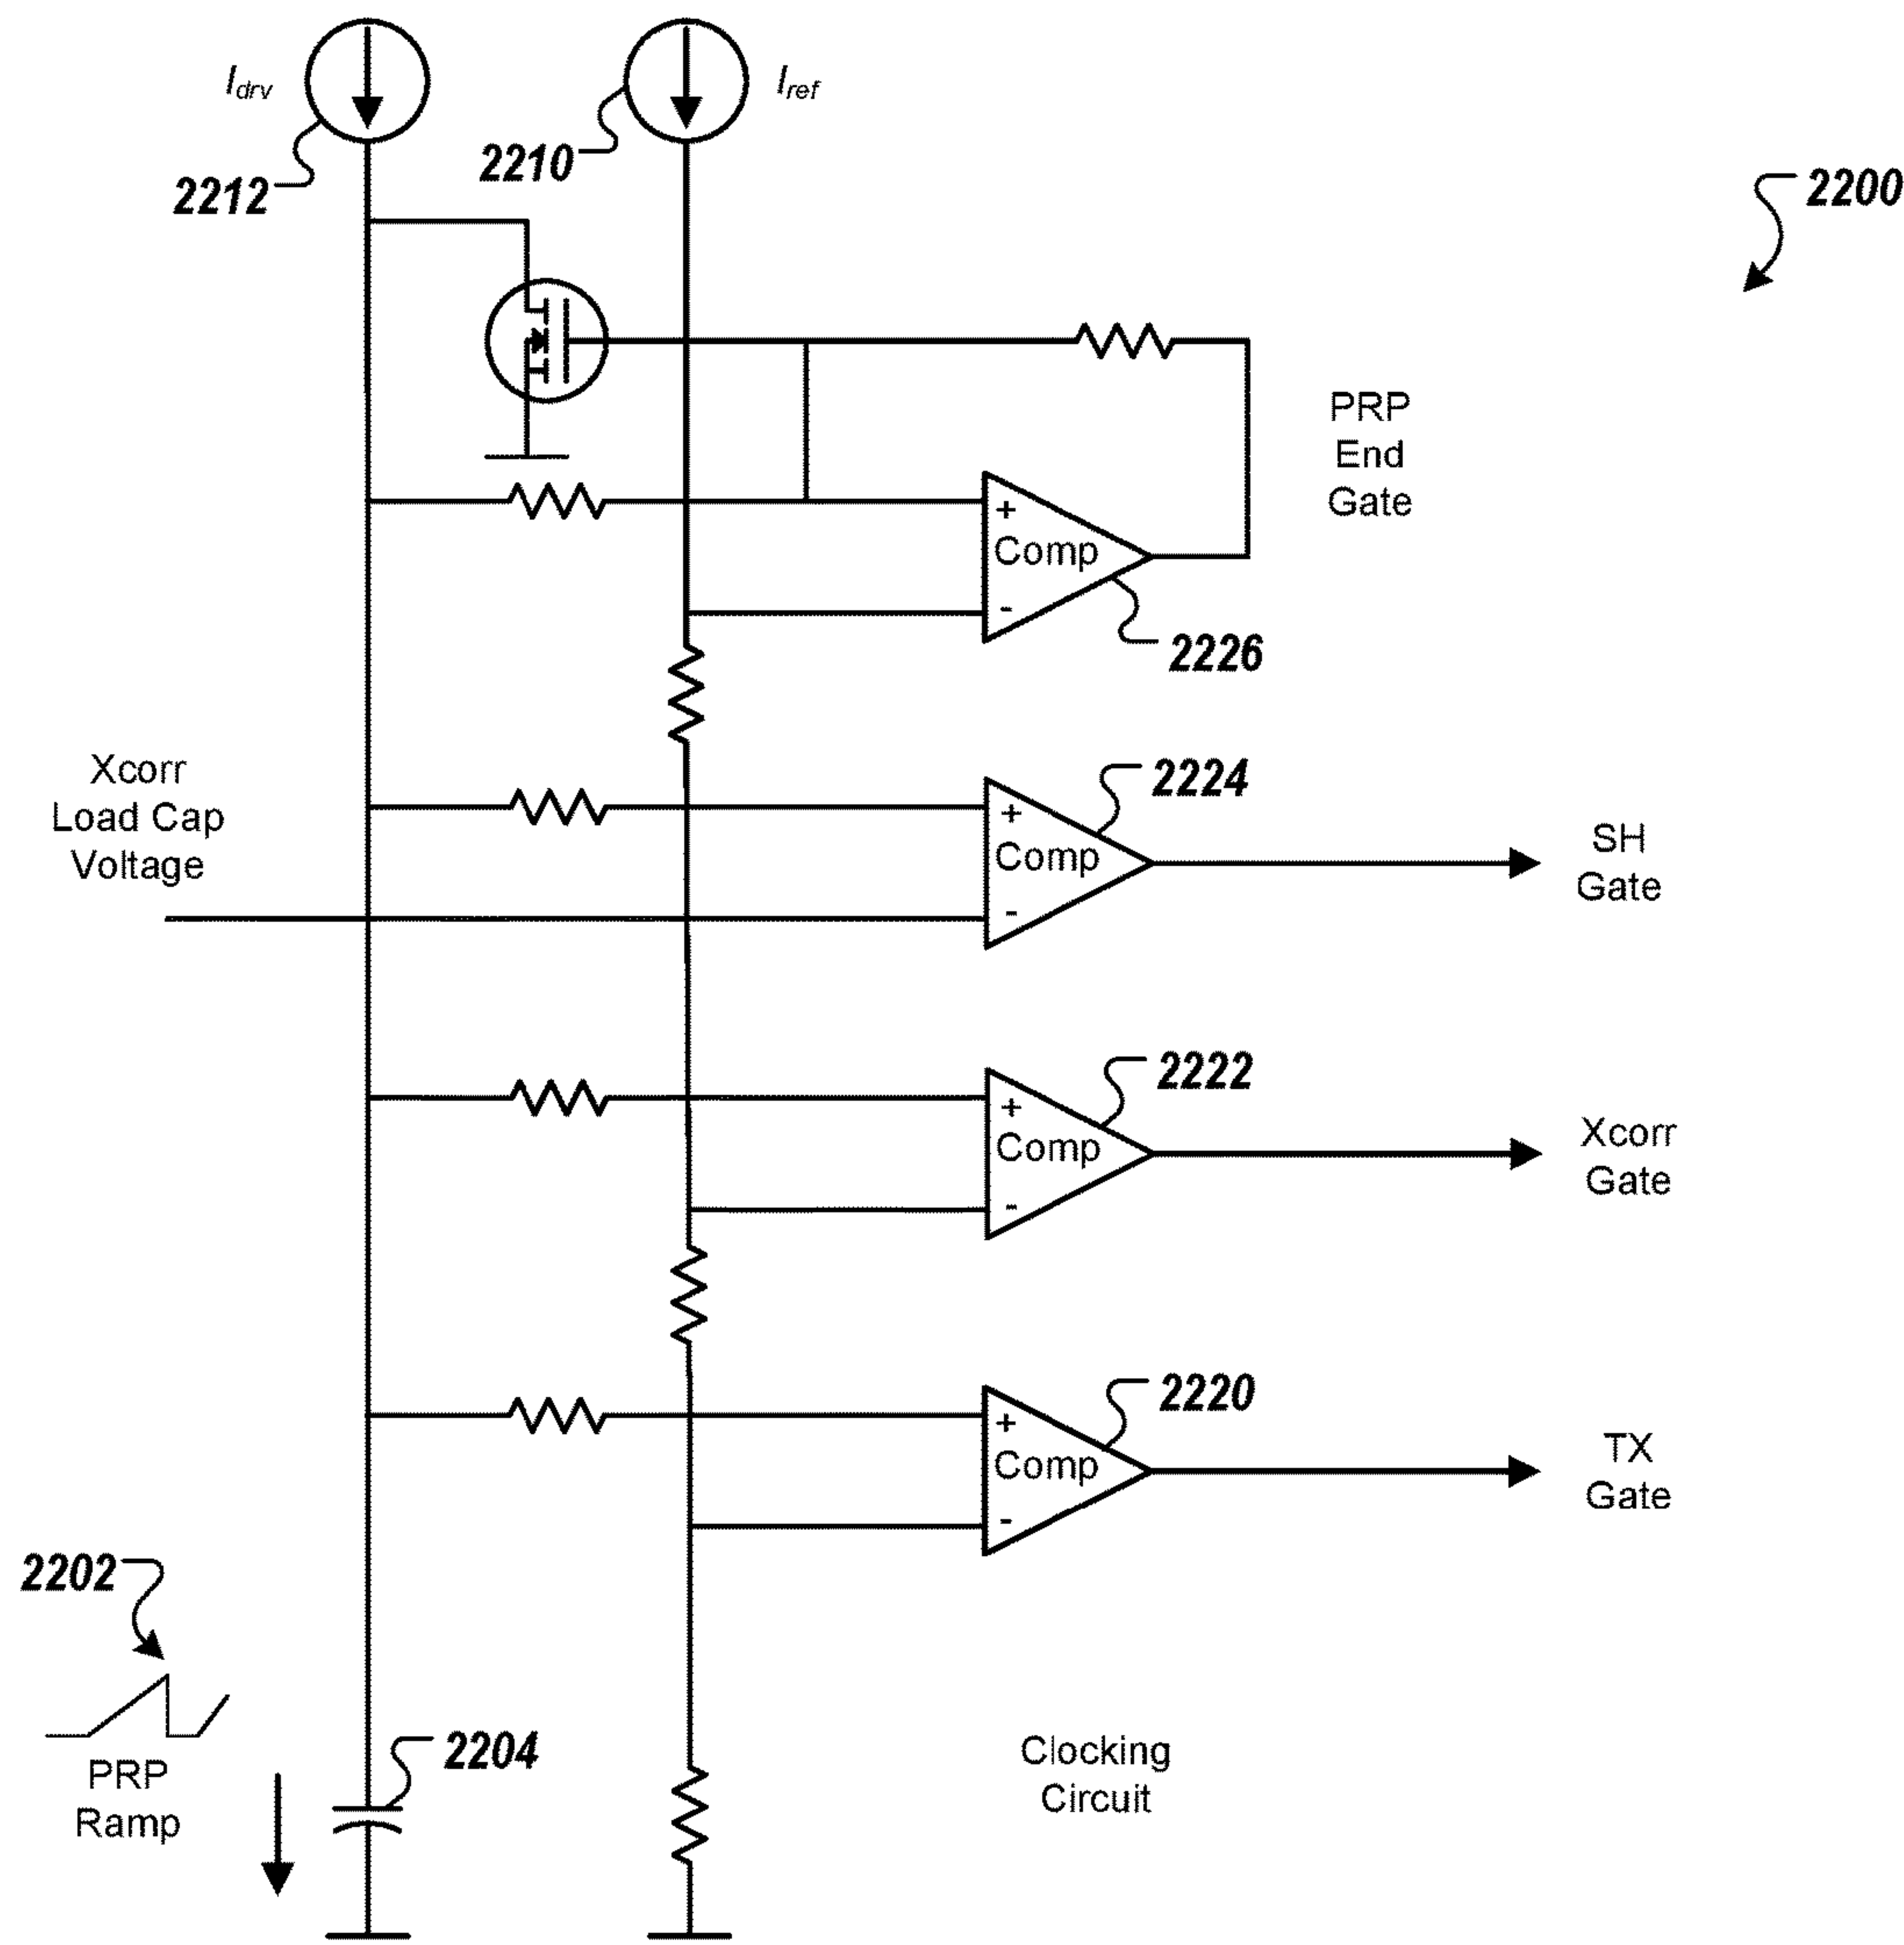 Idrv
Iref
2212
2210
2200
PRP
End
Gate
+
Comp
-
2226
Xcorr
Load Cap
Voltage
2224
+
Comp
-
SH
Gate
2222
+
Comp
-
Xcorr
Gate
2220
+
Comp
-
TX
Gate
2202
PRP
Ramp
2204
Clocking
Circuit